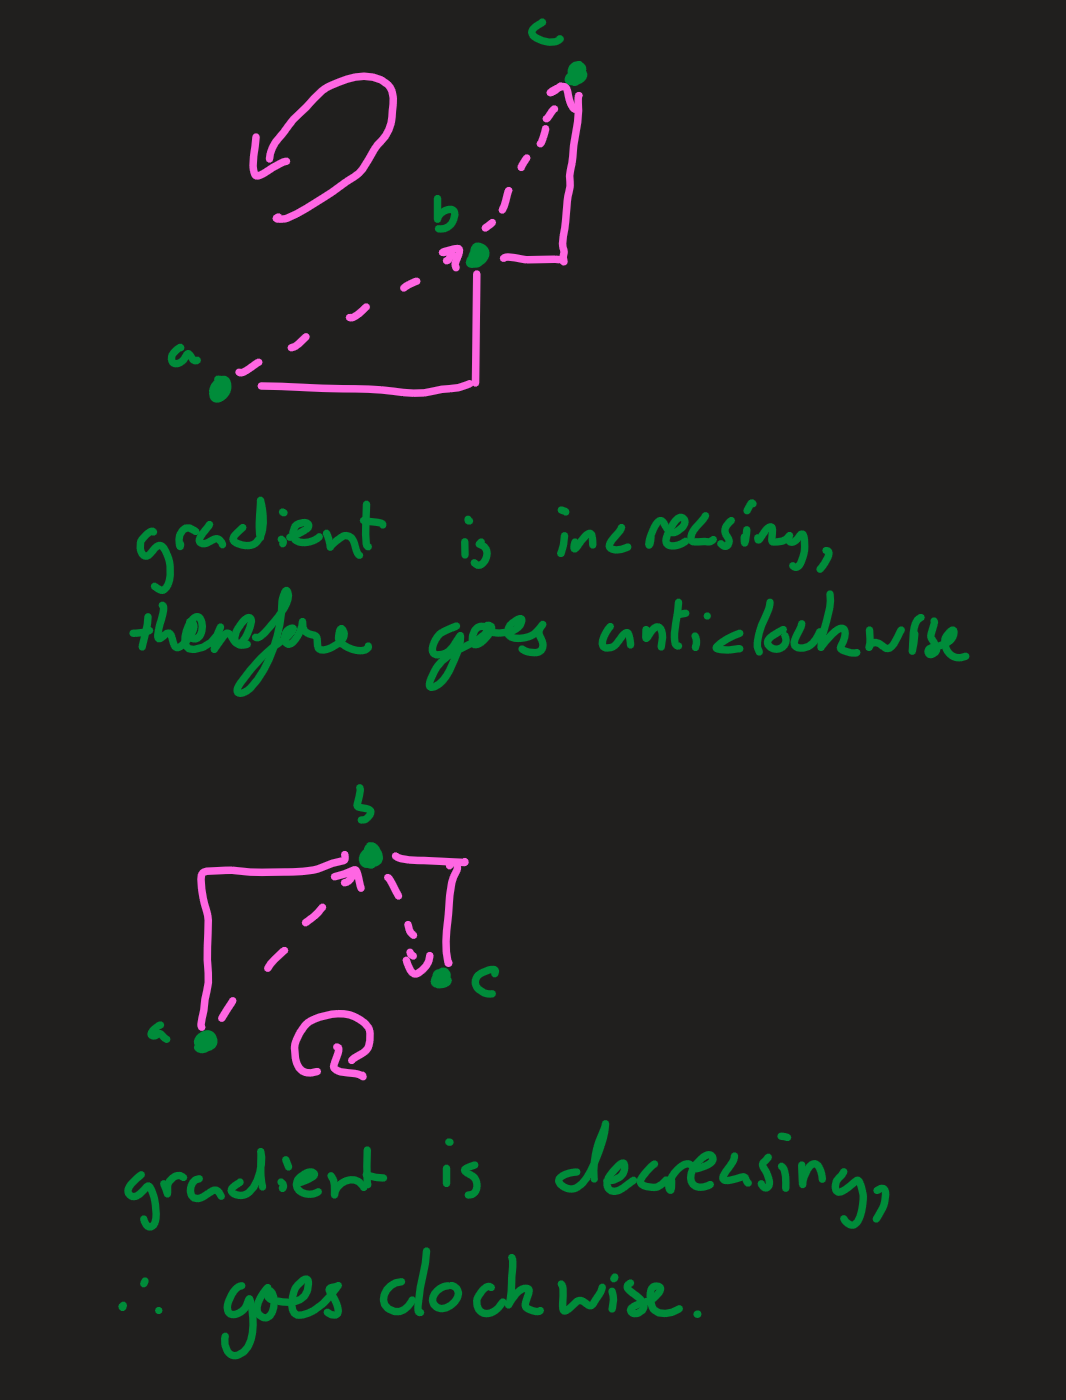 c
b
a
gradient is increasing,
therefore goes anticlockwise
b
c
a
gradient is decreasing,
∴ goes clockwise.